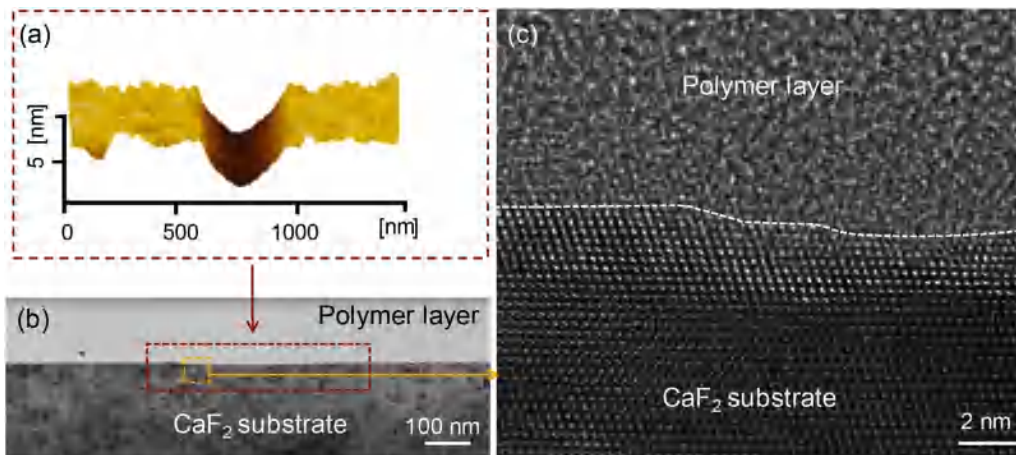 (a)
[nm]
5
0 500 1000 [nm]
(b)
Polymer layer
CaF₂ substrate
100 nm
(c)
Polymer layer
CaF₂ substrate
2 nm